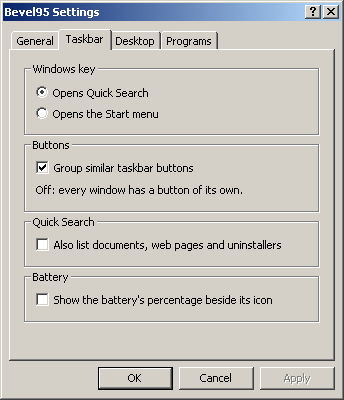 Bevel95 Settings
General Taskbar Desktop Programs
Windows key
Opens Quick Search
Opens the Start menu
Buttons
Group similar taskbar buttons
Off: every window has a button of its own.
Quick Search
Also list documents, web pages and uninstallers
Battery
Show the battery's percentage beside its icon
OK Cancel Apply